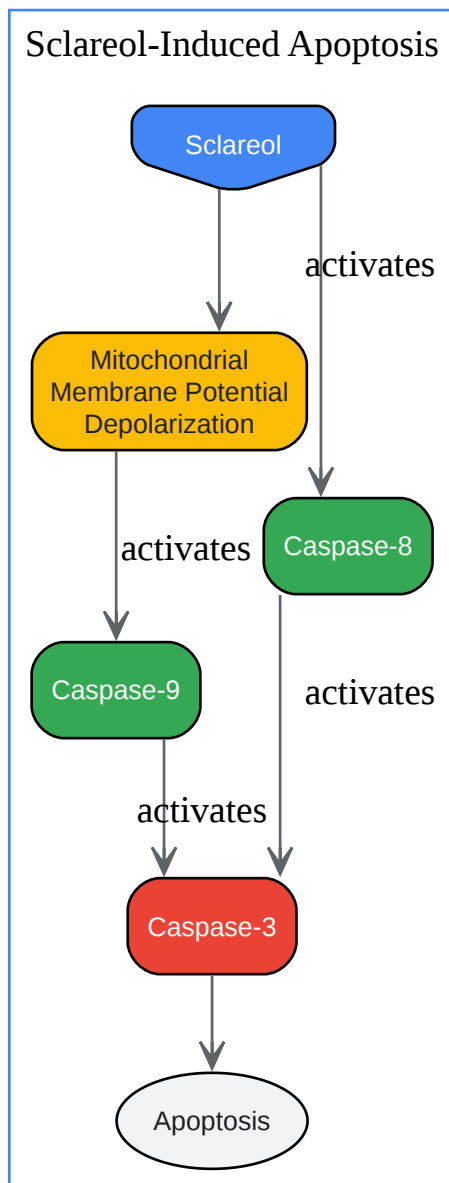 Sclareol-Induced Apoptosis
Sclareol
activates
Mitochondrial
Membrane Potential
Depolarization
activates
Caspase-8
Caspase-9
activates
activates
Caspase-3
Apoptosis